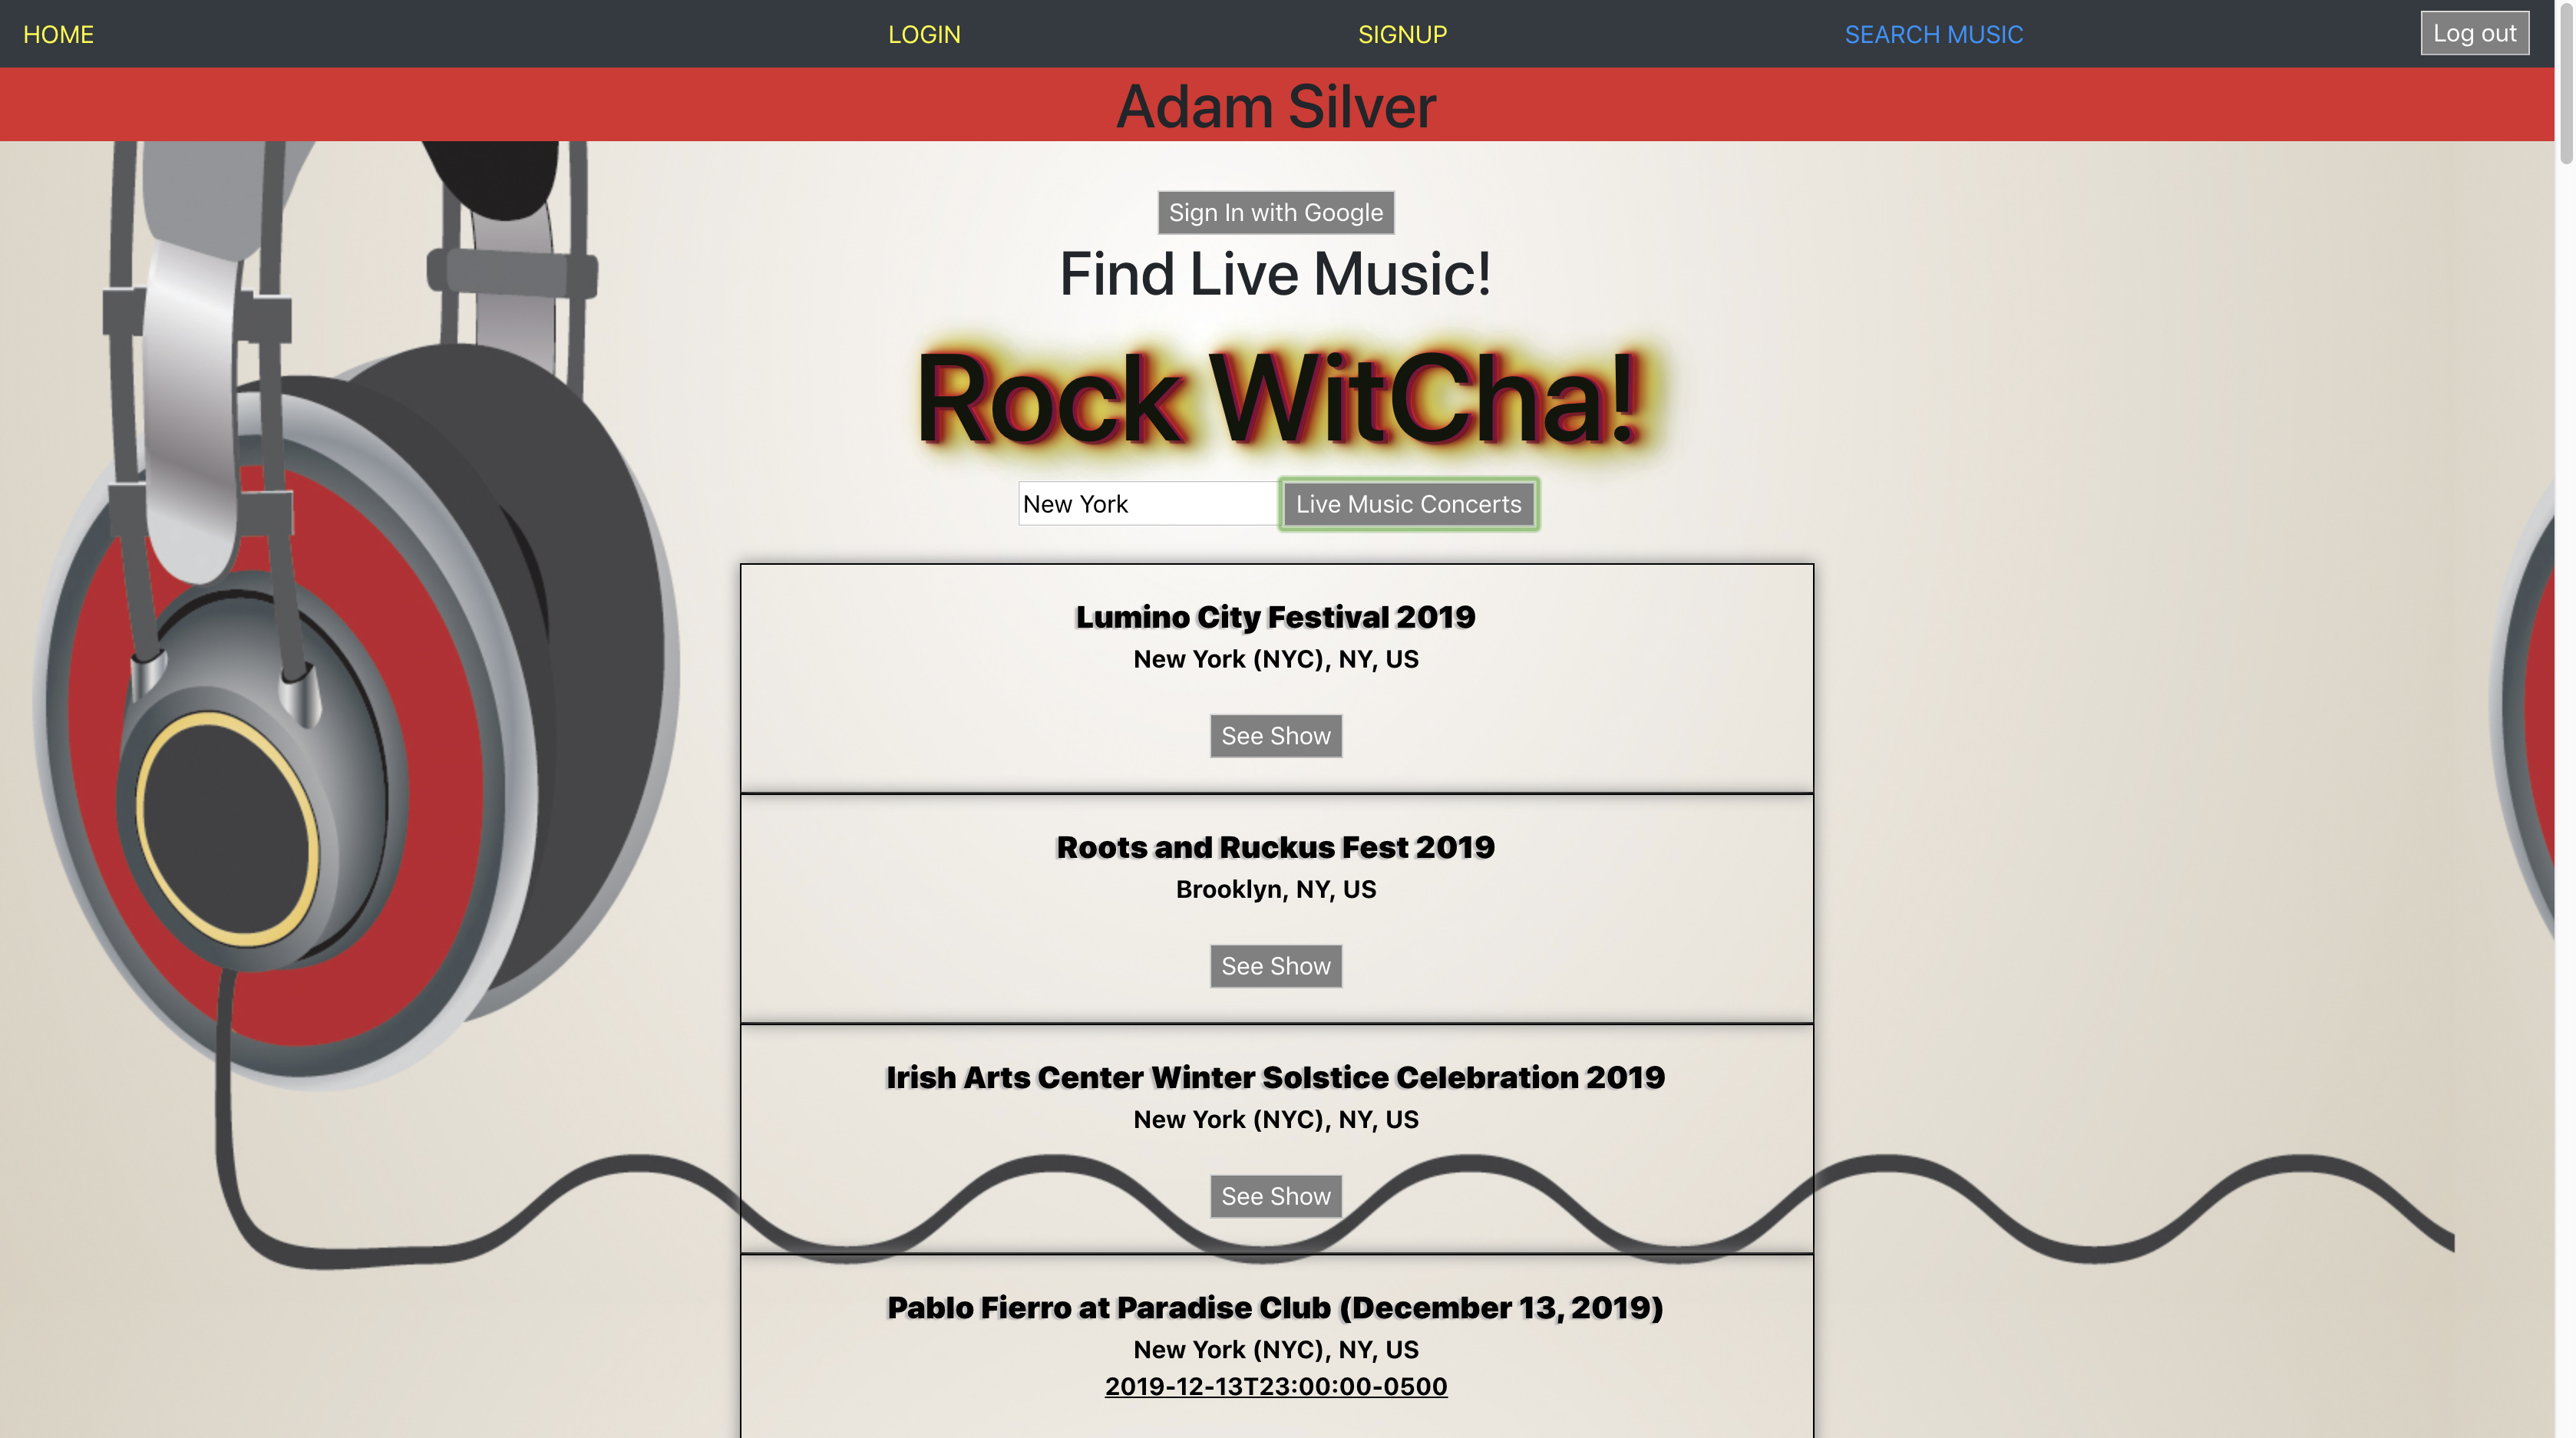 HOME LOGIN SIGNUP SEARCH MUSIC Log out
Adam Silver
Sign In with Google
Find Live Music!
Rock WitCha!
New York Live Music Concerts
Lumino City Festival 2019
New York (NYC), NY, US
See Show
Roots and Ruckus Fest 2019
Brooklyn, NY, US
See Show
Irish Arts Center Winter Solstice Celebration 2019
New York (NYC), NY, US
See Show
Pablo Fierro at Paradise Club (December 13, 2019)
New York (NYC), NY, US
2019-12-13T23:00:00-0500